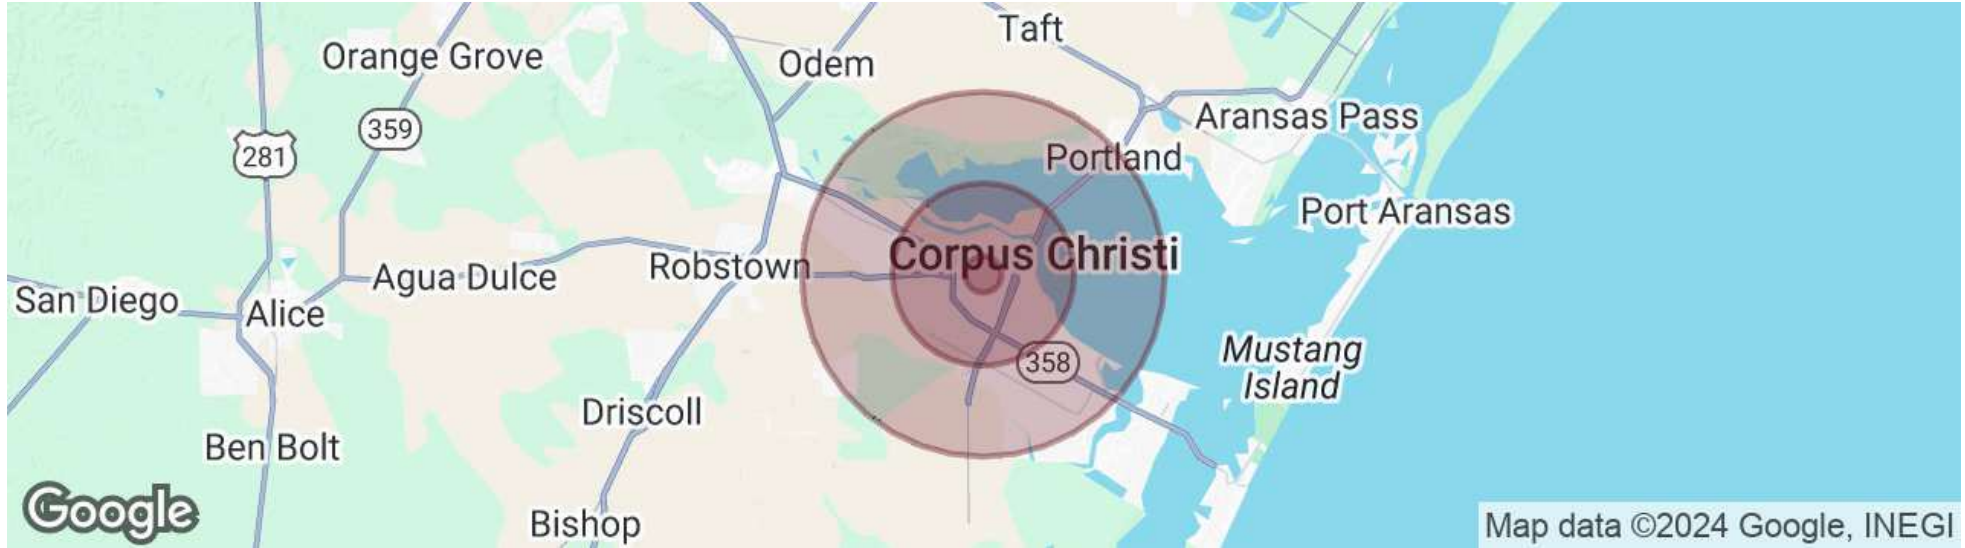 Taft
Orange Grove
Odem
Aransas Pass
359
281
Portland
Port Aransas
Corpus Christi
Robstown
Agua Dulce
San Diego
Alice
Mustang
Island
358
Driscoll
Ben Bolt
Google
Bishop
Map data ©2024 Google, INEGI